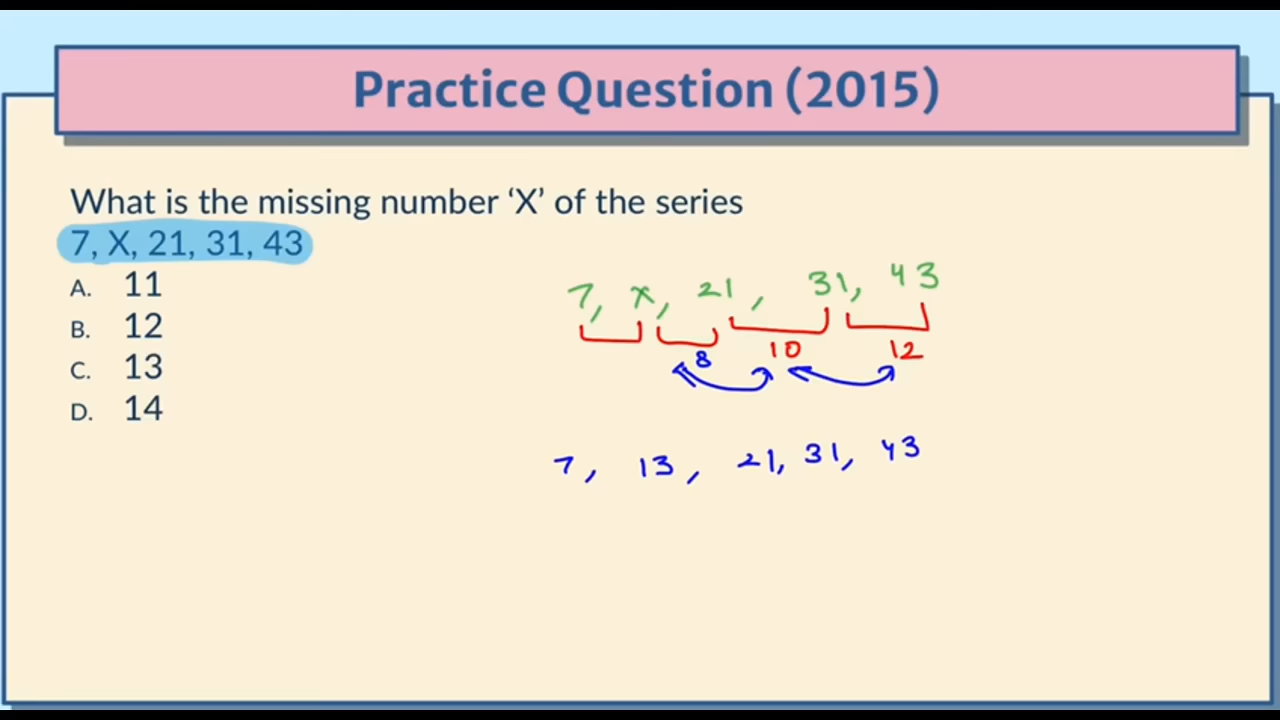 Practice Question (2015)
What is the missing number ‘X’ of the series
7, X, 21, 31, 43
A. 11
B. 12
C. 13
D. 14
7, x, 21, 31, 43
8 10 12
7, 13, 21, 31, 43